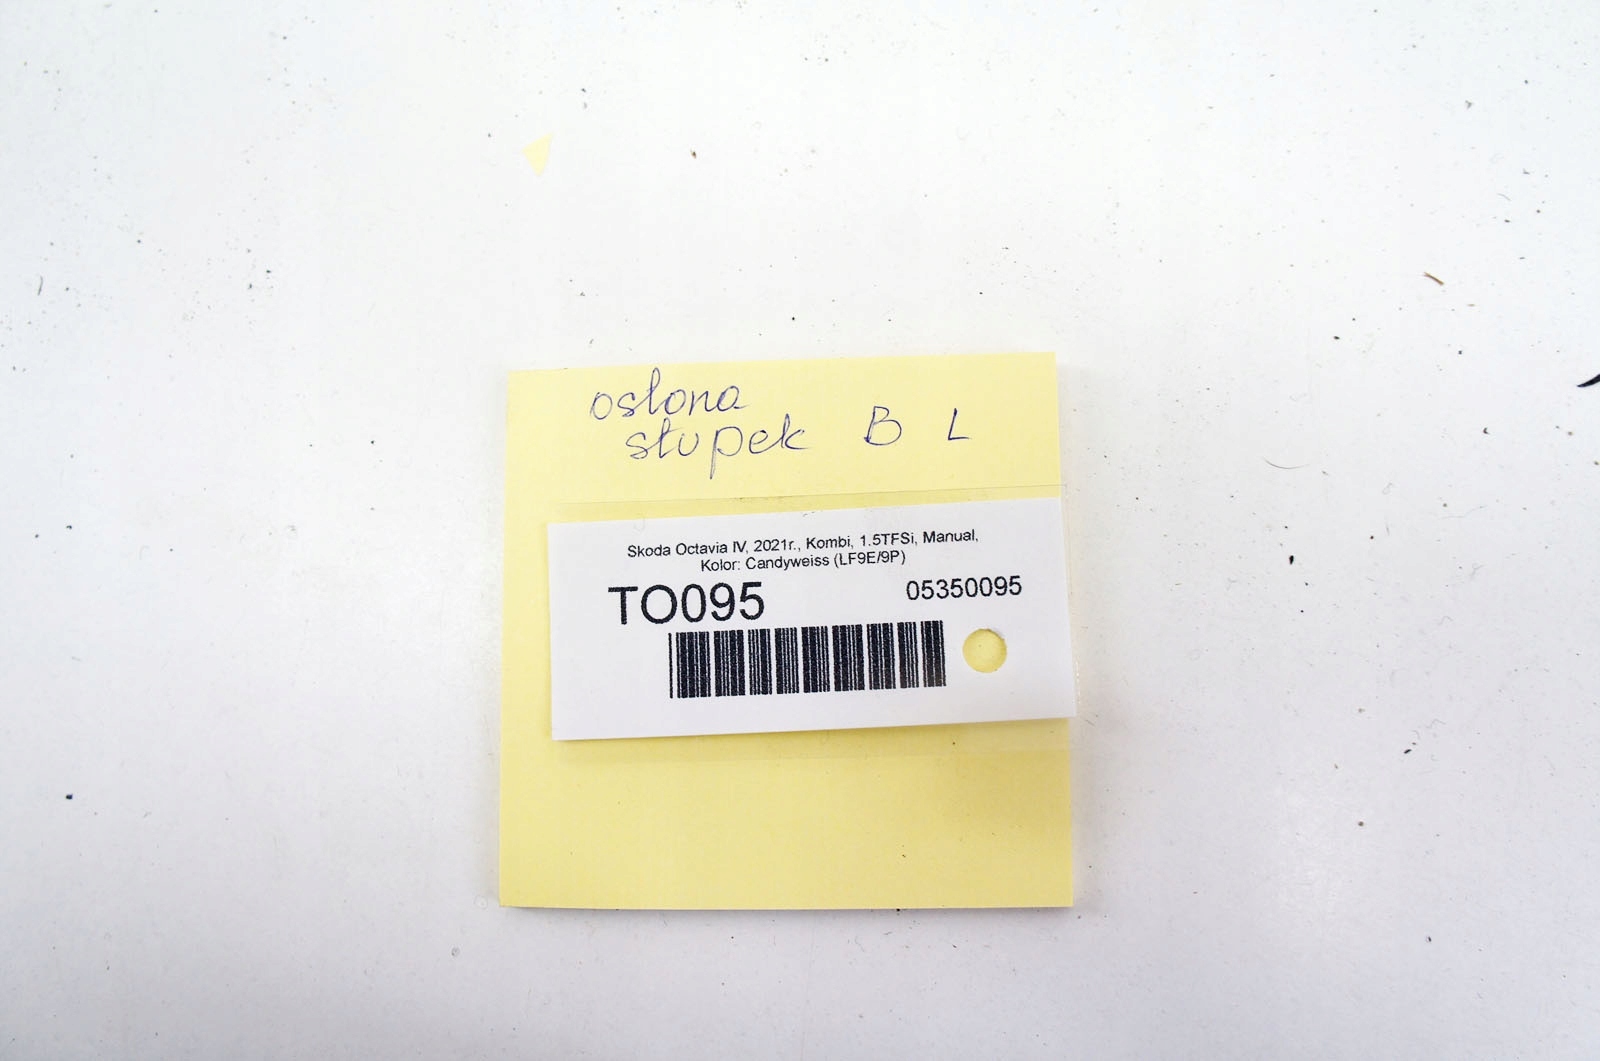 osłona
słupek B L
Skoda Octavia IV, 2021r., Kombi, 1.5TFSi, Manual,
Kolor: Candyweiss (LF9E/9P)
TO095 05350095